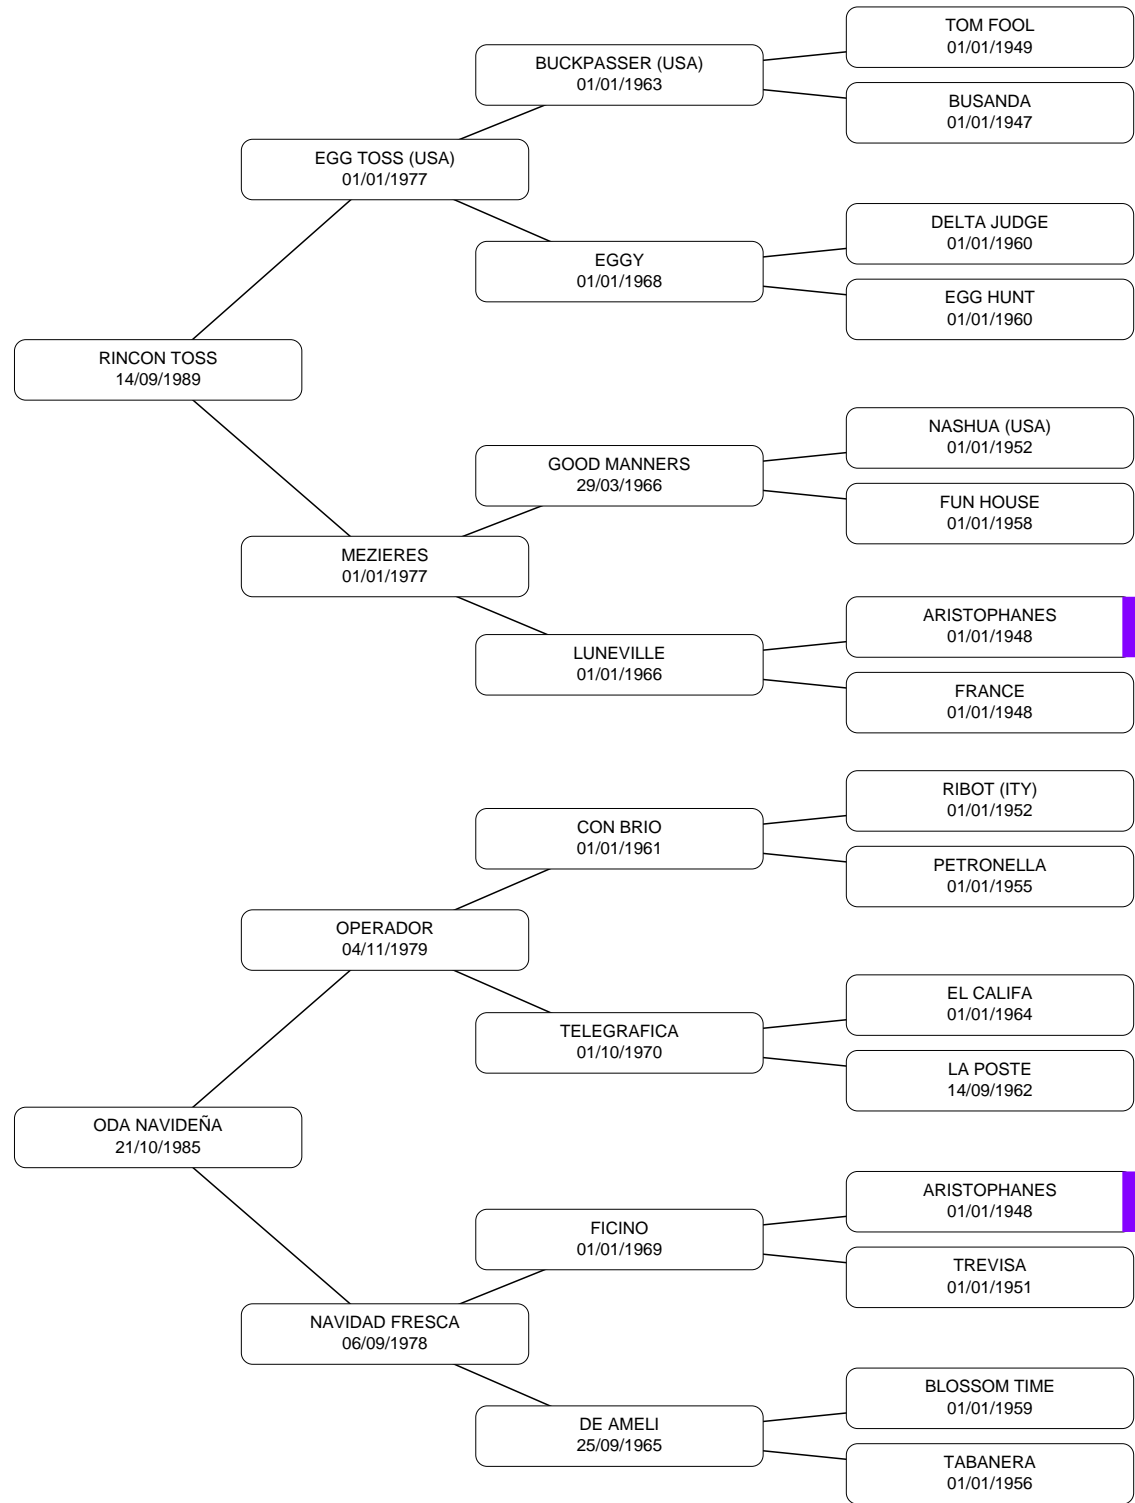 TOM FOOL
01/01/1949
BUCKPASSER (USA)
01/01/1963
BUSANDA
01/01/1947
EGG TOSS (USA)
01/01/1977
DELTA JUDGE
01/01/1960
EGGY
01/01/1968
EGG HUNT
01/01/1960
RINCON TOSS
14/09/1989
NASHUA (USA)
01/01/1952
GOOD MANNERS
29/03/1966
FUN HOUSE
01/01/1958
MEZIERES
01/01/1977
ARISTOPHANES
01/01/1948
LUNEVILLE
01/01/1966
FRANCE
01/01/1948
RIBOT (ITY)
01/01/1952
CON BRIO
01/01/1961
PETRONELLA
01/01/1955
OPERADOR
04/11/1979
EL CALIFA
01/01/1964
TELEGRAFICA
01/10/1970
LA POSTE
14/09/1962
ODA NAVIDEÑA
21/10/1985
ARISTOPHANES
01/01/1948
FICINO
01/01/1969
TREVISA
01/01/1951
NAVIDAD FRESCA
06/09/1978
BLOSSOM TIME
01/01/1959
DE AMELI
25/09/1965
TABANERA
01/01/1956